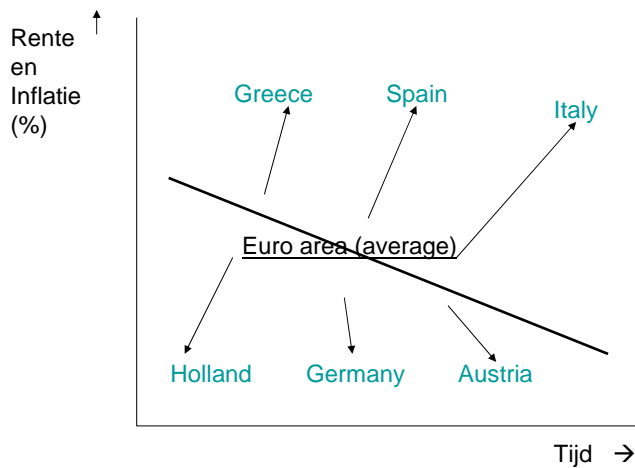 Rente
en
Inflatie
(%)
Greece Spain
Italy
Euro area (average)
Holland Germany Austria
Tijd →